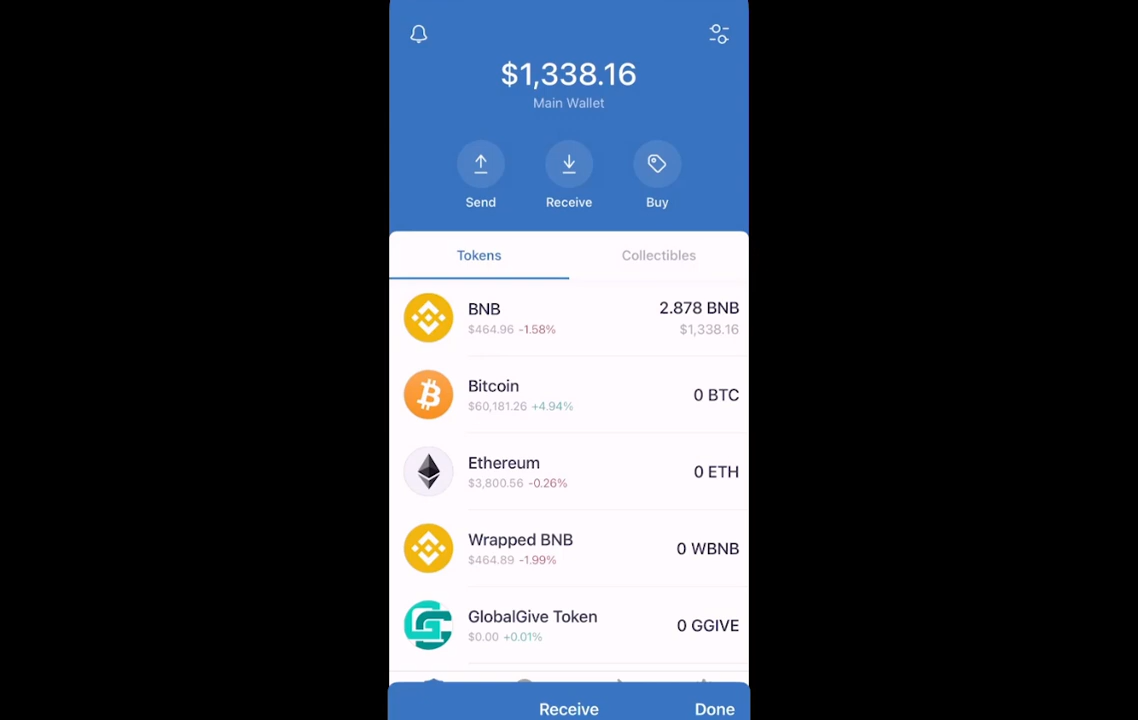 $1,338.16
Main Wallet
Send Receive Buy
Tokens Collectibles
BNB 2.878 BNB
$464.96 -1.58% $1,338.16
Bitcoin 0 BTC
$60,181.26 +4.94%
Ethereum 0 ETH
$3,800.56 -0.26%
Wrapped BNB 0 WBNB
$464.89 -1.99%
GlobalGive Token 0 GGIVE
$0.00 +0.01%
Receive Done